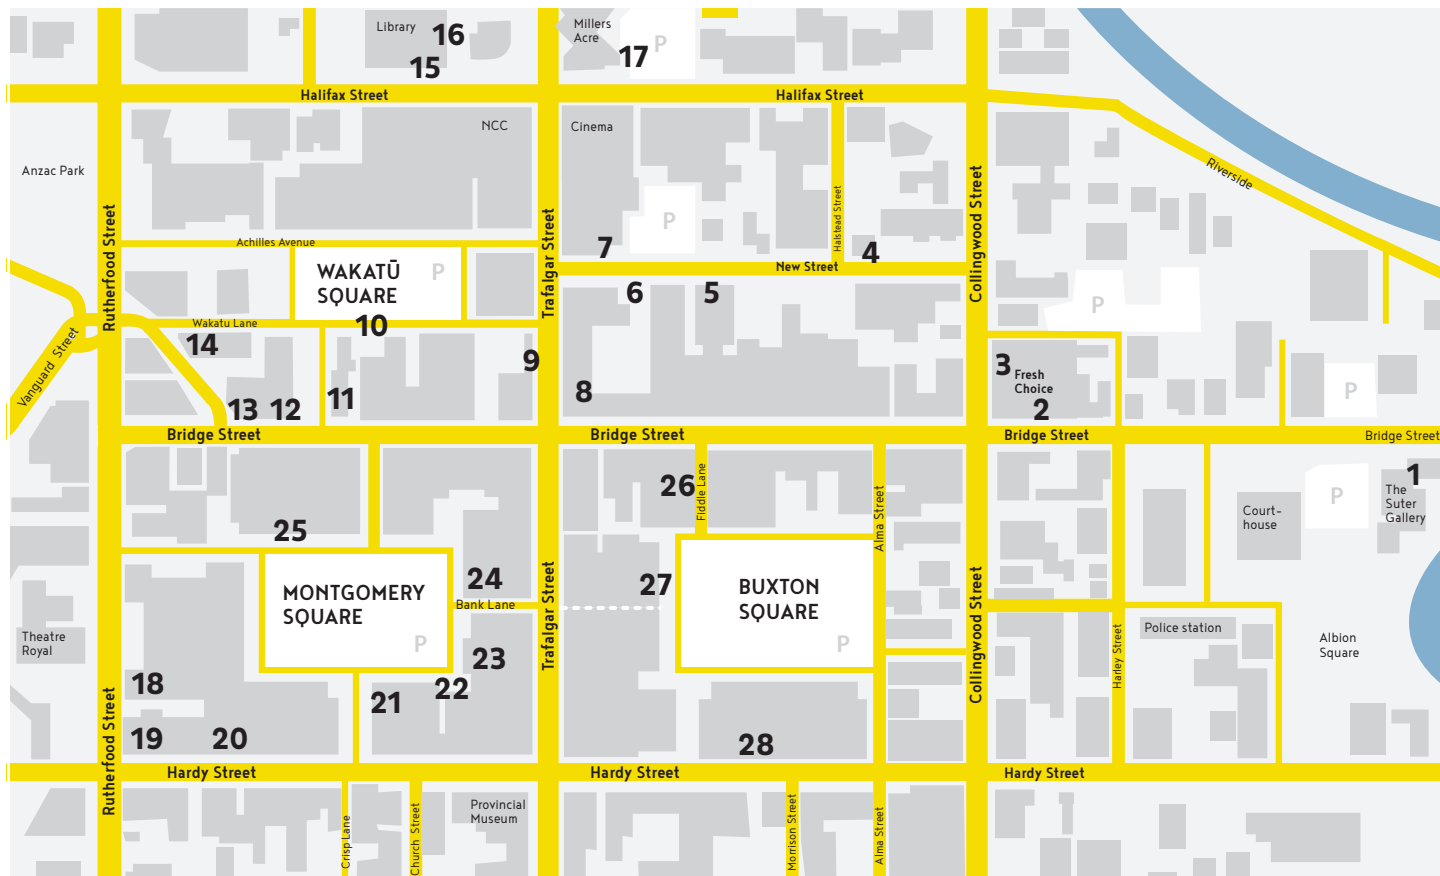 Library
16
15
Millers
Acre
17
P
Halifax Street
Halifax Street
NCC
Cinema
Anzac Park
Riverside
Rutherfood Street
Trafalgar Street
Halstead Street
Collingwood Street
P
7
4
Achilles Avenue
New Street
WAKATŪ
SQUARE
P
6
5
P
Wakatu Lane
10
14
Vanguard Street
9
3
Fresh
Choice
2
P
13
12
11
8
Bridge Street
Bridge Street
Bridge Street
Bridge Street
26
Fiddle Lane
Alma Street
1
The
Suter
Gallery
P
Court-
house
25
24
27
MONTGOMERY
SQUARE
P
Bank Lane
BUXTON
SQUARE
P
Trafalgar Street
Collingwood Street
Harley Street
Police station
Albion
Square
Theatre
Royal
23
22
21
18
19
20
28
Rutherfood Street
Hardy Street
Hardy Street
Hardy Street
Crisp Lane
Church Street
Provincial
Museum
Morrison Street
Alma Street